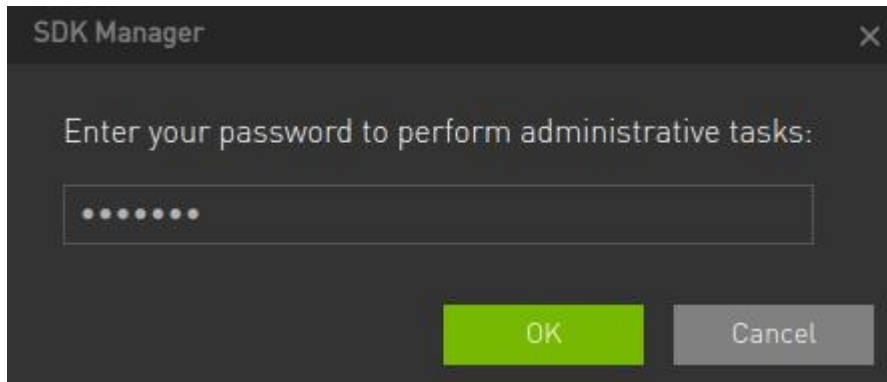 SDK Manager
Enter your password to perform administrative tasks:
•••••••
OK
Cancel